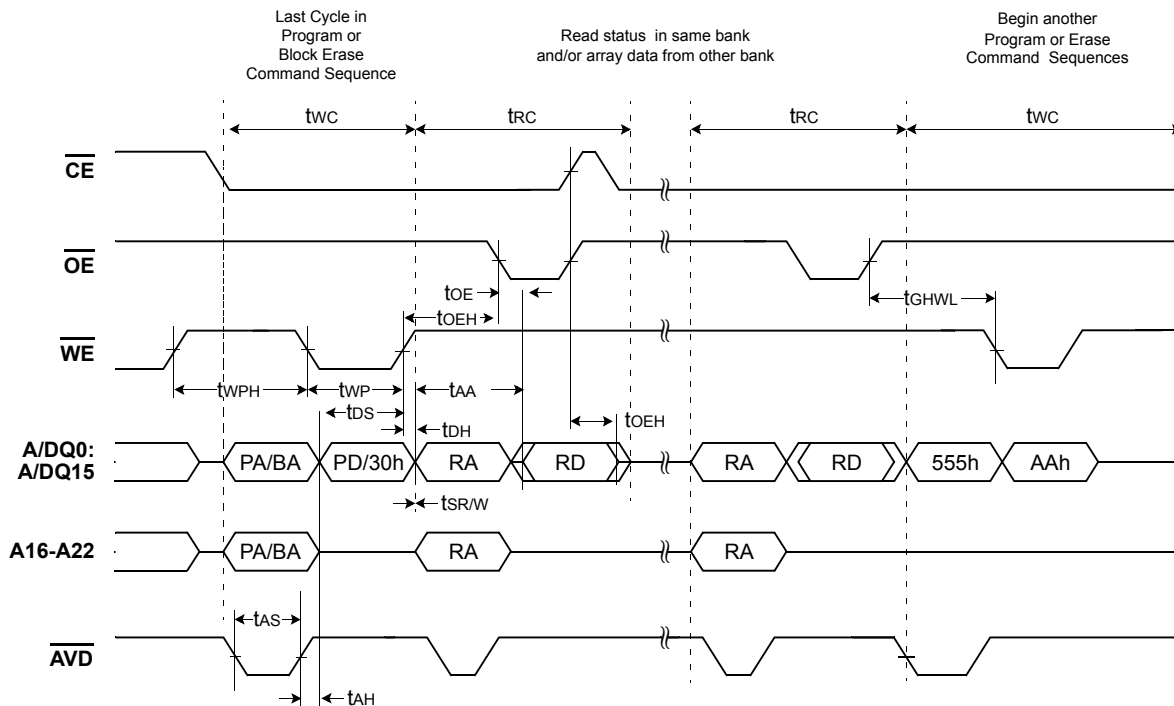 Last Cycle in
Program or
Block Erase
Command Sequence
Read status in same bank
and/or array data from other bank
Begin another
Program or Erase
Command Sequences
tWC
tRC
tRC
tWC
CE
OE
tOE
tOEH
tGHWL
WE
tWPH
tWP
tAA
tDS
tOEH
tDH
A/DQ0:
A/DQ15
PA/BA
PD/30h
RA
RD
RA
RD
555h
AAh
tSR/W
A16-A22
PA/BA
RA
RA
tAS
AVD
tAH